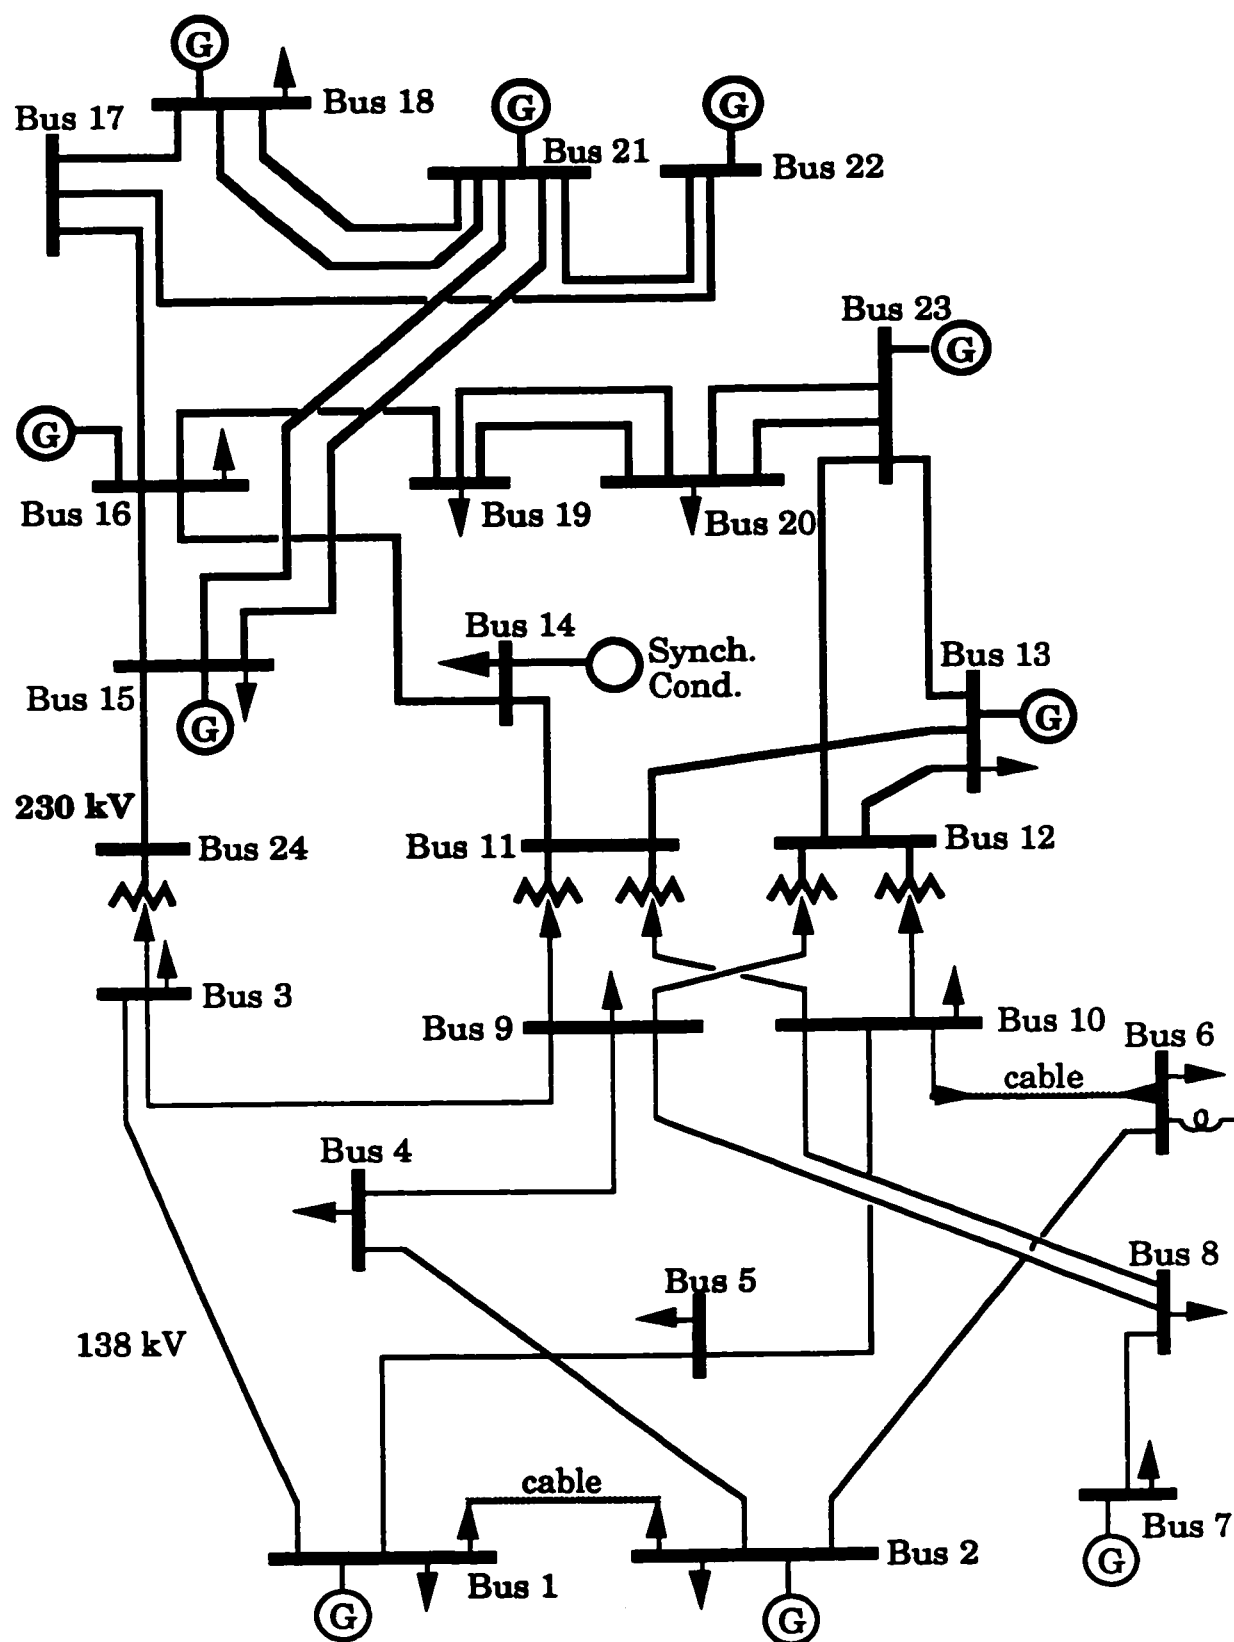 G
Bus 18
G
G
Bus 17
Bus 21
Bus 22
Bus 23
G
G
Bus 16
Bus 19
Bus 20
Bus 14
Synch.
Cond.
Bus 13
Bus 15
G
G
230 kV
Bus 24
Bus 11
Bus 12
Bus 3
Bus 9
Bus 10
Bus 6
cable
Bus 4
Bus 8
Bus 5
138 kV
cable
Bus 7
Bus 1
Bus 2
G
G
G